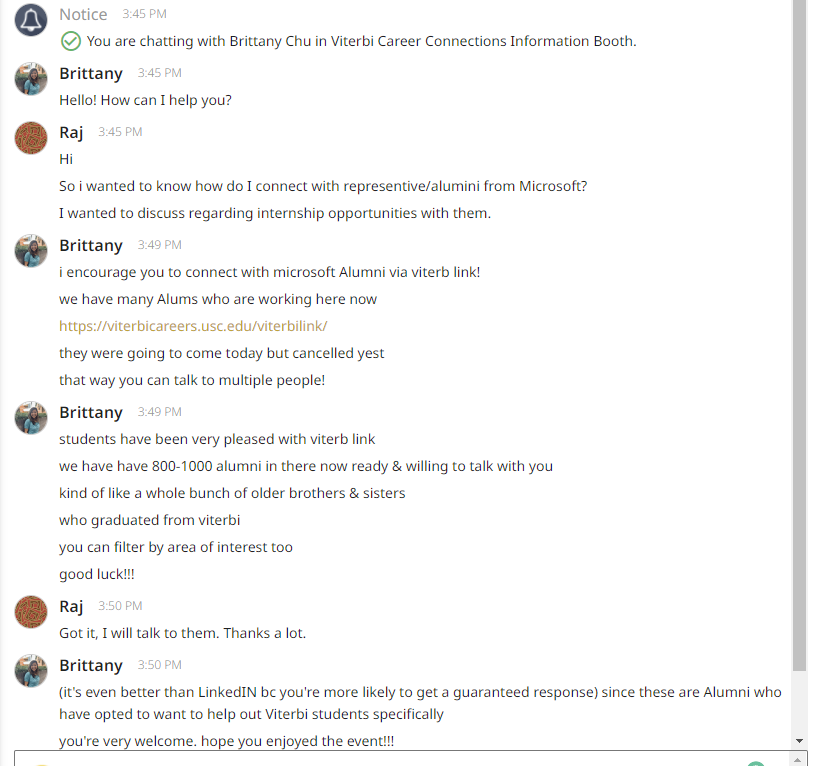 Notice 3:45 PM
You are chatting with Brittany Chu in Viterbi Career Connections Information Booth.
Brittany 3:45 PM
Hello! How can I help you?
Raj 3:45 PM
Hi
So i wanted to know how do I connect with representive/alumini from Microsoft?
I wanted to discuss regarding internship opportunities with them.
Brittany 3:49 PM
i encourage you to connect with microsoft Alumni via viterb link!
we have many Alums who are working here now
https://viterbicareers.usc.edu/viterbilink/
they were going to come today but cancelled yest
that way you can talk to multiple people!
Brittany 3:49 PM
students have been very pleased with viterb link
we have have 800-1000 alumni in there now ready & willing to talk with you
kind of like a whole bunch of older brothers & sisters
who graduated from viterbi
you can filter by area of interest too
good luck!!!
Raj 3:50 PM
Got it, I will talk to them. Thanks a lot.
Brittany 3:50 PM
(it's even better than LinkedIN bc you're more likely to get a guaranteed response) since these are Alumni who
have opted to want to help out Viterbi students specifically
you're very welcome. hope you enjoyed the event!!!